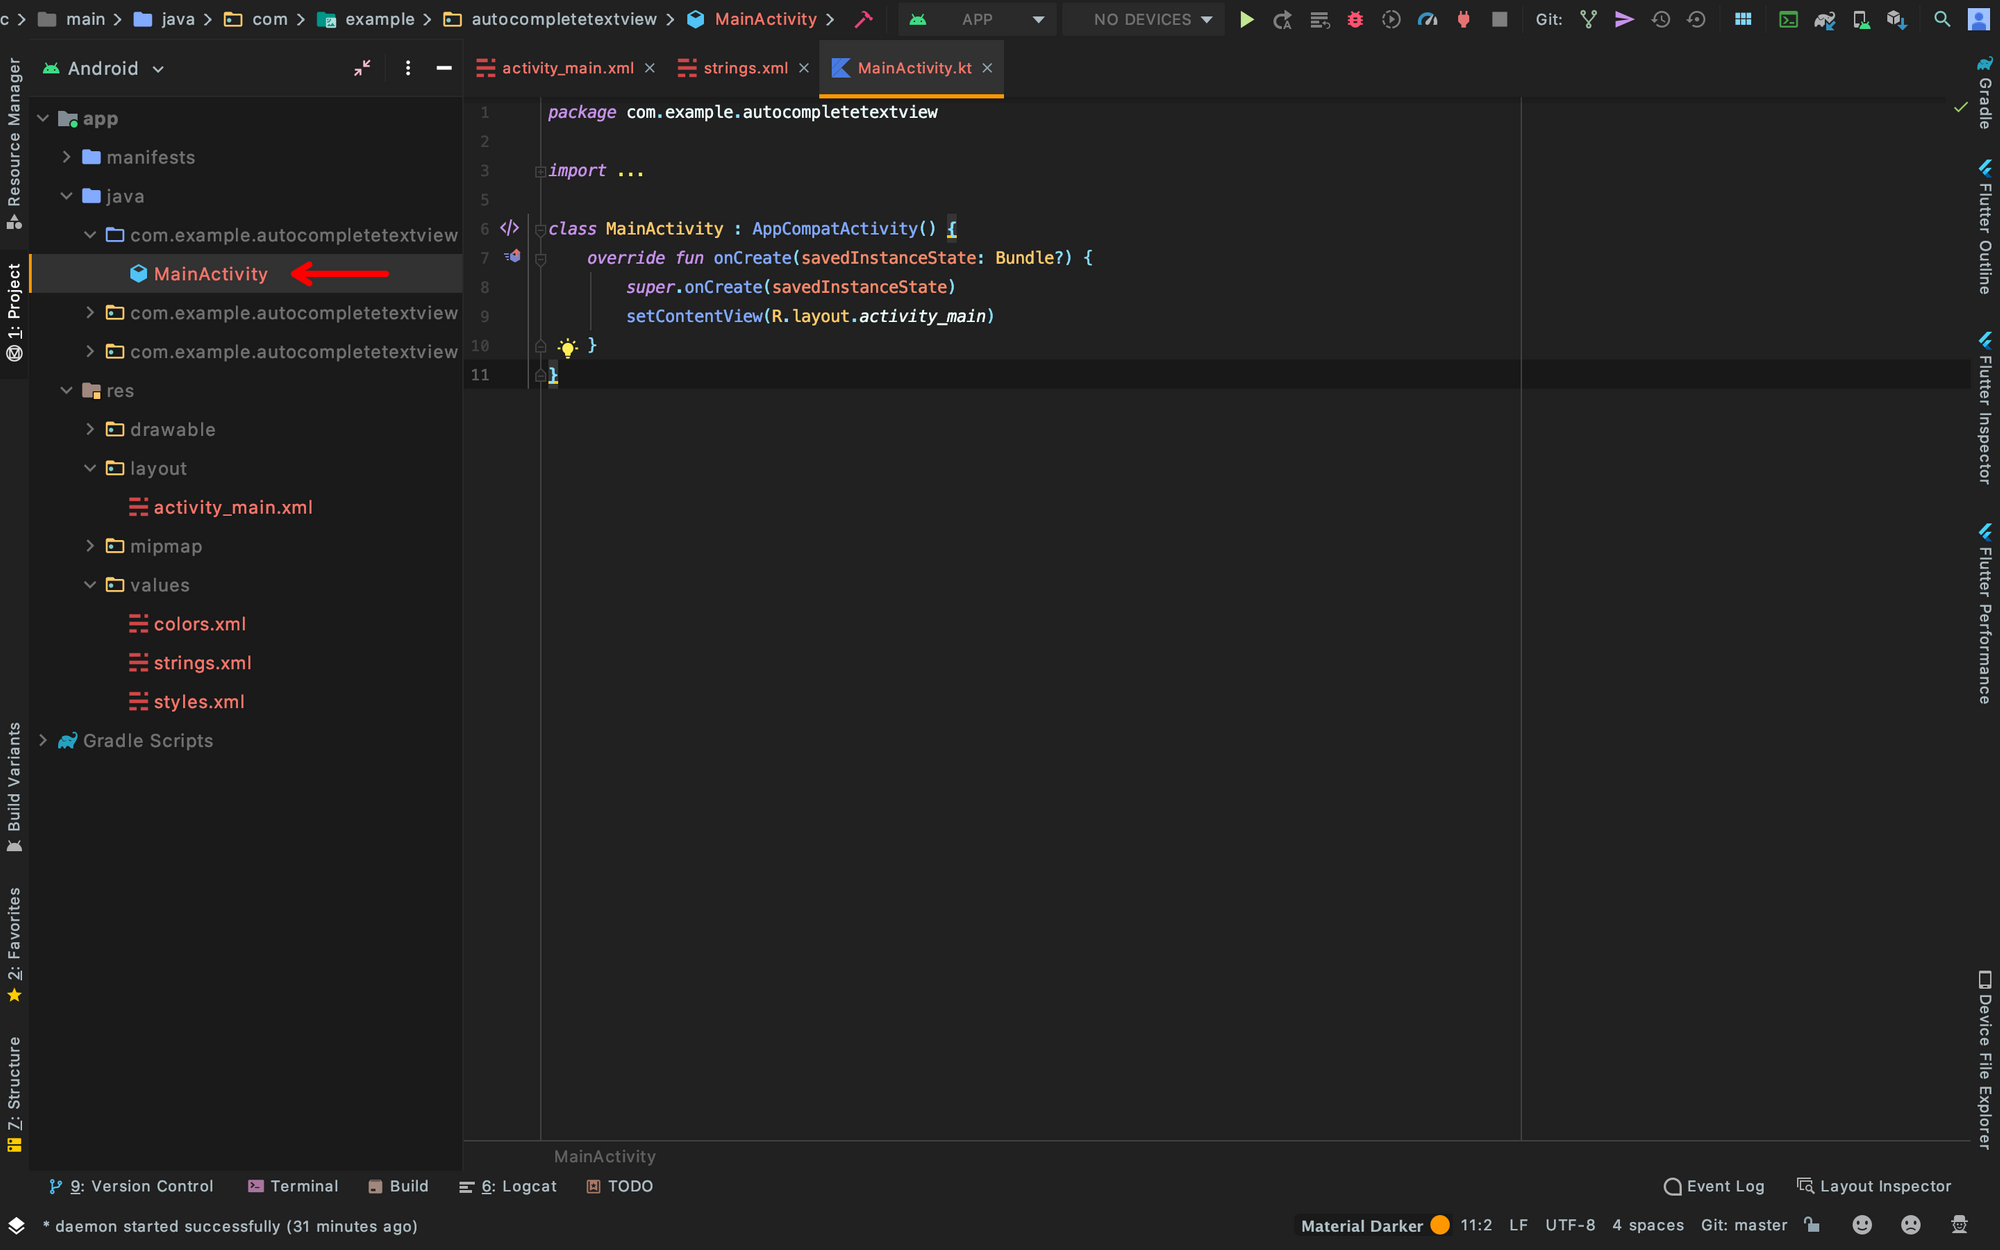 c > main > java > com > example > autocompletetextview > MainActivity >
APP
NO DEVICES
Git:
Android
activity_main.xml
strings.xml
MainActivity.kt
app
manifests
java
com.example.autocompletetextview
MainActivity
com.example.autocompletetextview
com.example.autocompletetextview
res
drawable
layout
activity_main.xml
mipmap
values
colors.xml
strings.xml
styles.xml
Gradle Scripts
1 package com.example.autocompletetextview
2
3 import ...
5
6 class MainActivity : AppCompatActivity() {
7 override fun onCreate(savedInstanceState: Bundle?) {
8 super.onCreate(savedInstanceState)
9 setContentView(R.layout.activity_main)
10 }
11 }
Resource Manager
1: Project
Build Variants
2: Favorites
7: Structure
Gradle
Flutter Outline
Flutter Inspector
Flutter Performance
Device File Explorer
MainActivity
9: Version Control
Terminal
Build
6: Logcat
TODO
Event Log
Layout Inspector
* daemon started successfully (31 minutes ago)
Material Darker
11:2
LF
UTF-8
4 spaces
Git: master